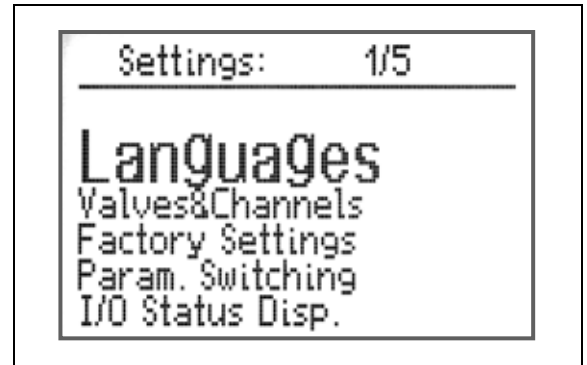 Settings: 1/5
Languages
Valves&Channels
Factory Settings
Param. Switching
I/O Status Disp.